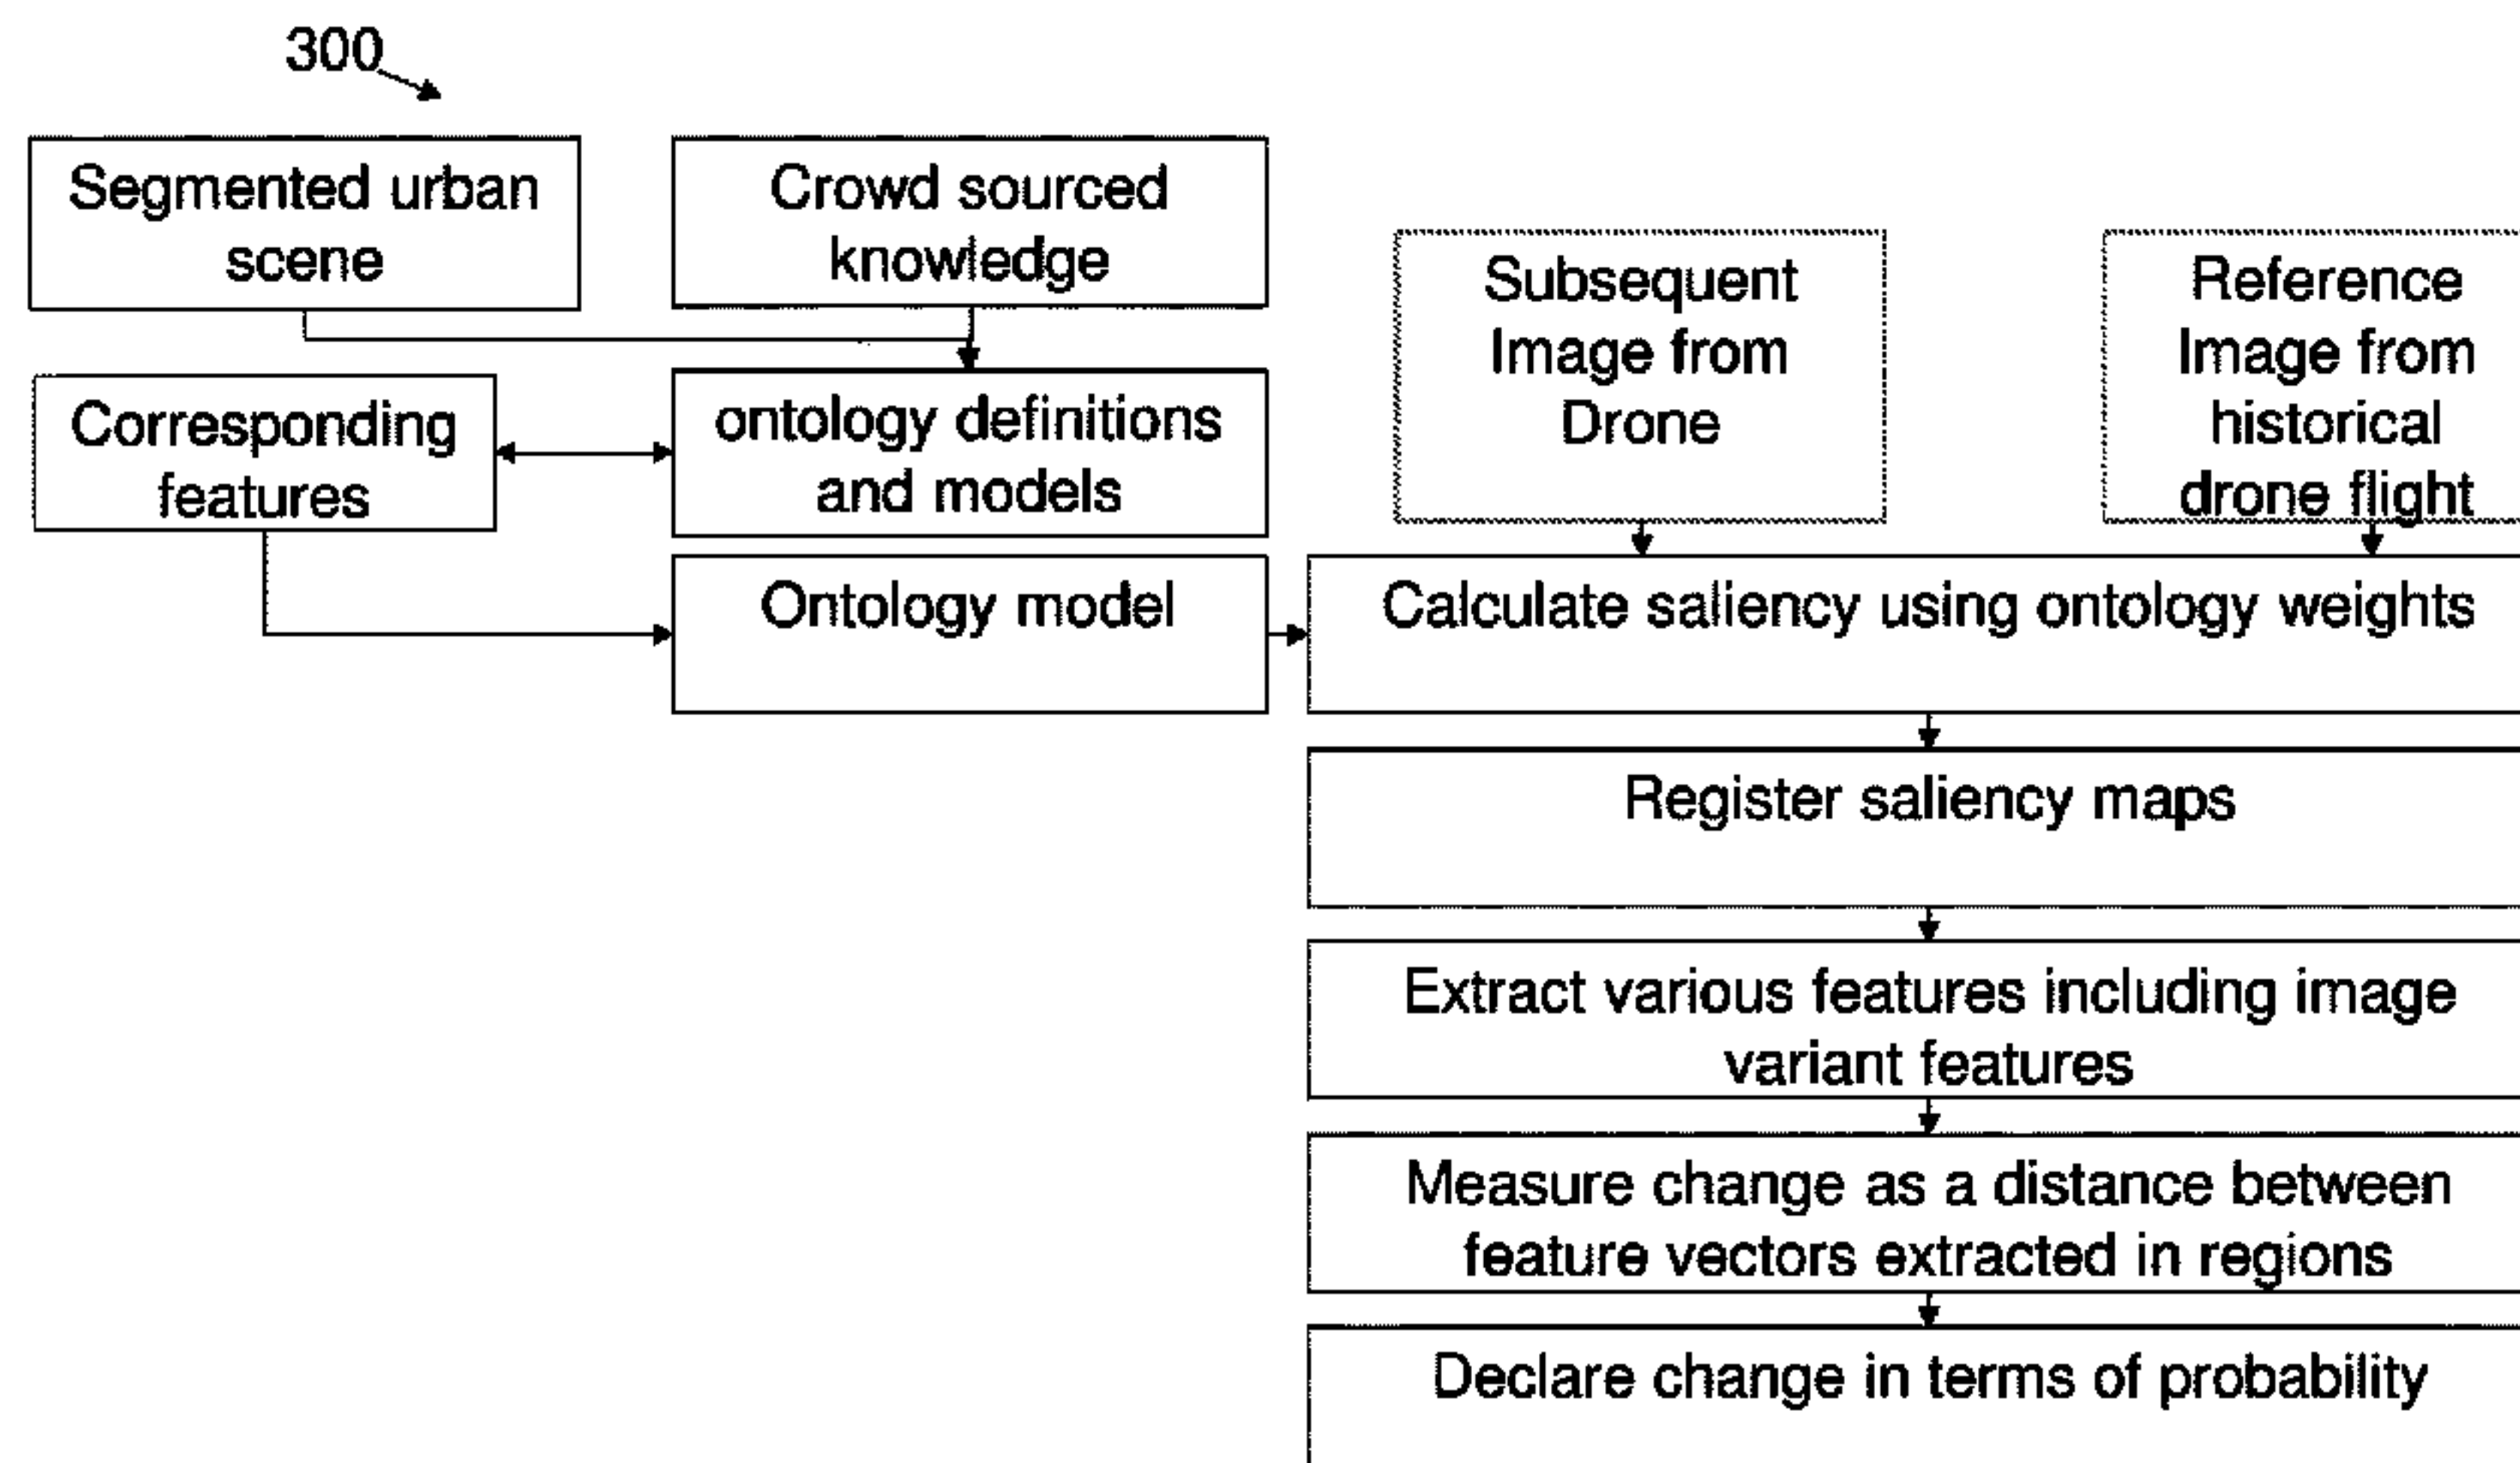 300
Segmented urban
scene
Crowd sourced
knowledge
Subsequent
Image from
Drone
Reference
Image from
historical
drone flight
Corresponding
features
ontology definitions
and models
Ontology model
Calculate saliency using ontology weights
Register saliency maps
Extract various features including image
variant features
Measure change as a distance between
feature vectors extracted in regions
Declare change in terms of probability